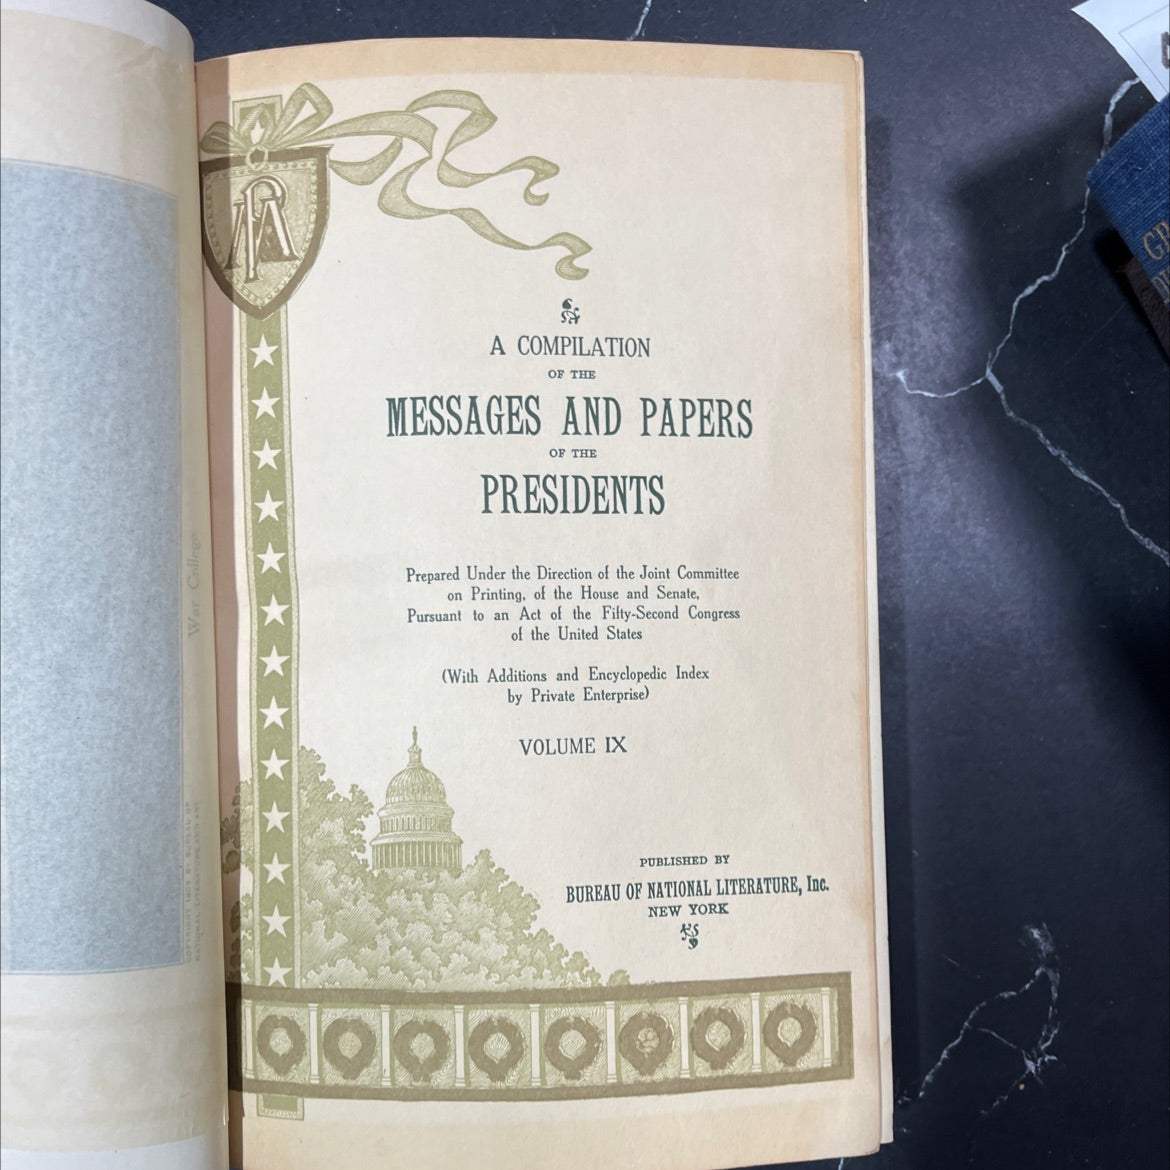 A COMPILATION
OF THE
MESSAGES AND PAPERS
OF THE
PRESIDENTS
Prepared Under the Direction of the Joint Committee
on Printing, of the House and Senate,
Pursuant to an Act of the Fifty-Second Congress
of the United States
(With Additions and Encyclopedic Index
by Private Enterprise)
VOLUME IX
PUBLISHED BY
BUREAU OF NATIONAL LITERATURE, Inc.
NEW YORK
War College